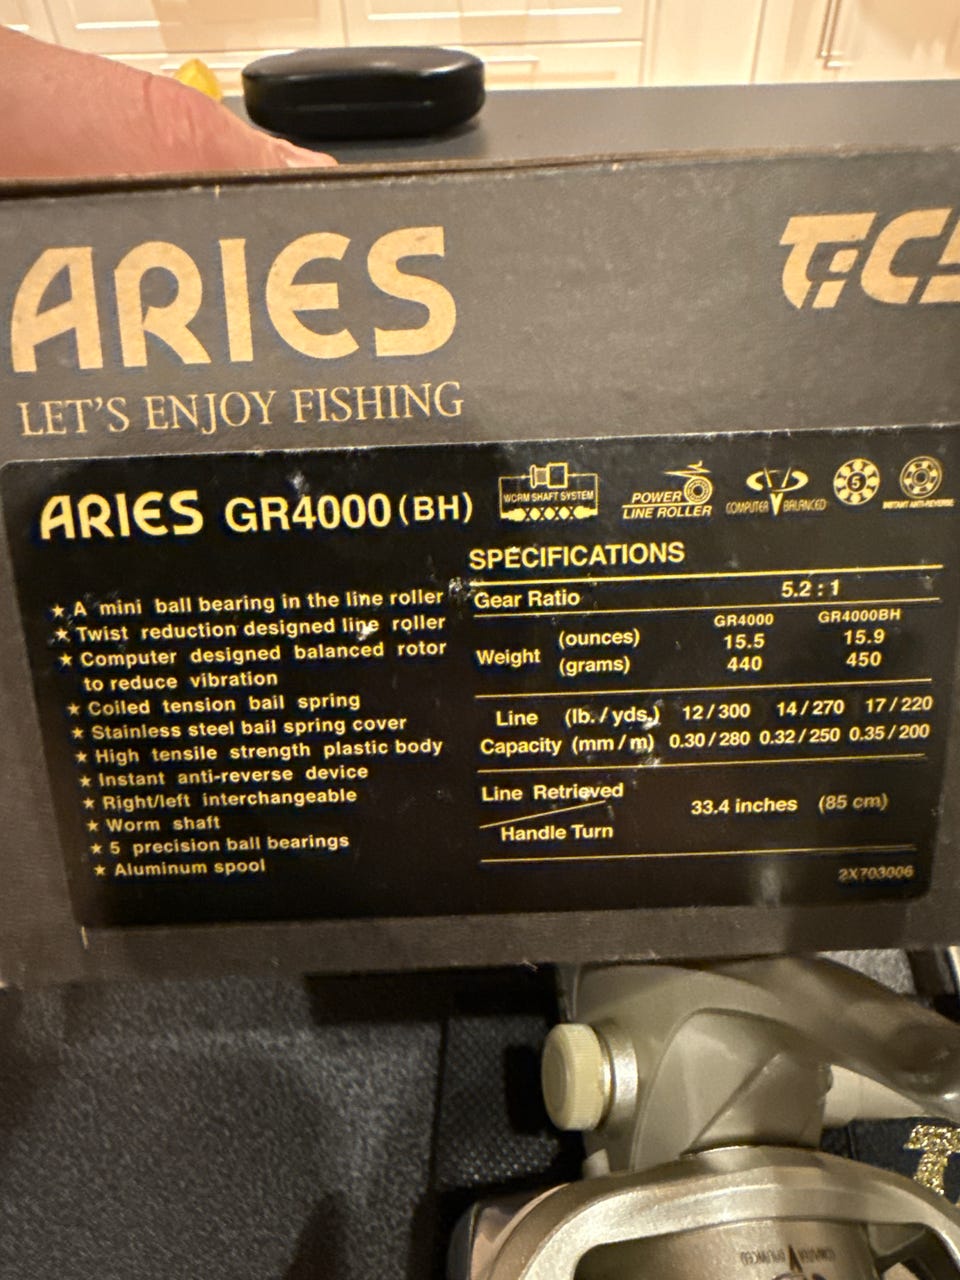 ARIES
LET'S ENJOY FISHING
ARIES GR4000 (BH)
WORM SHAFT SYSTEM
XXXX
POWER
LINE ROLLER
COMPUTER BALANCED
5
INSTANT ANTI-REVERSE
★ A mini ball bearing in the line roller
★ Twist reduction designed line roller
★ Computer designed balanced rotor
to reduce vibration
★ Coiled tension bail spring
★ Stainless steel bail spring cover
★ High tensile strength plastic body
★ Instant anti-reverse device
★ Right/left interchangeable
★ Worm shaft
★ 5 precision ball bearings
★ Aluminum spool
SPECIFICATIONS
Gear Ratio 5.2 : 1
GR4000 GR4000BH
Weight (ounces) 15.5 15.9
(grams) 440 450
Line (lb. / yds.) 12 / 300 14 / 270 17 / 220
Capacity (mm / m) 0.30 / 280 0.32 / 250 0.35 / 200
Line Retrieved
Handle Turn
33.4 inches (85 cm)
2X703006
COMPUTER BALANCED